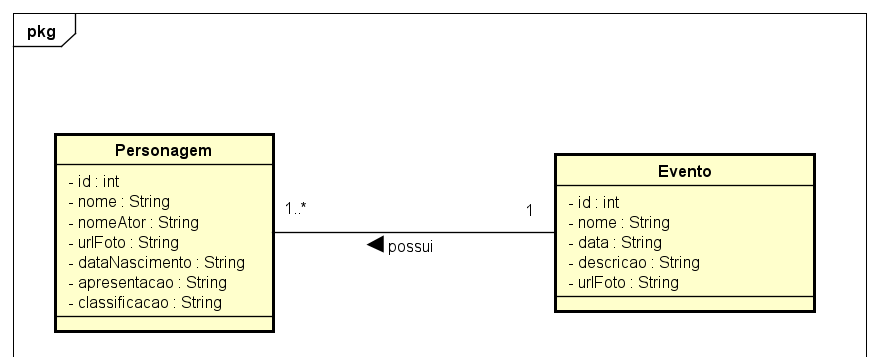 pkg
Personagem
- id : int
- nome : String
- nomeAtor : String
- urlFoto : String
- dataNascimento : String
- apresentacao : String
- classificacao : String
1..*
possui
1
Evento
- id : int
- nome : String
- data : String
- descricao : String
- urlFoto : String